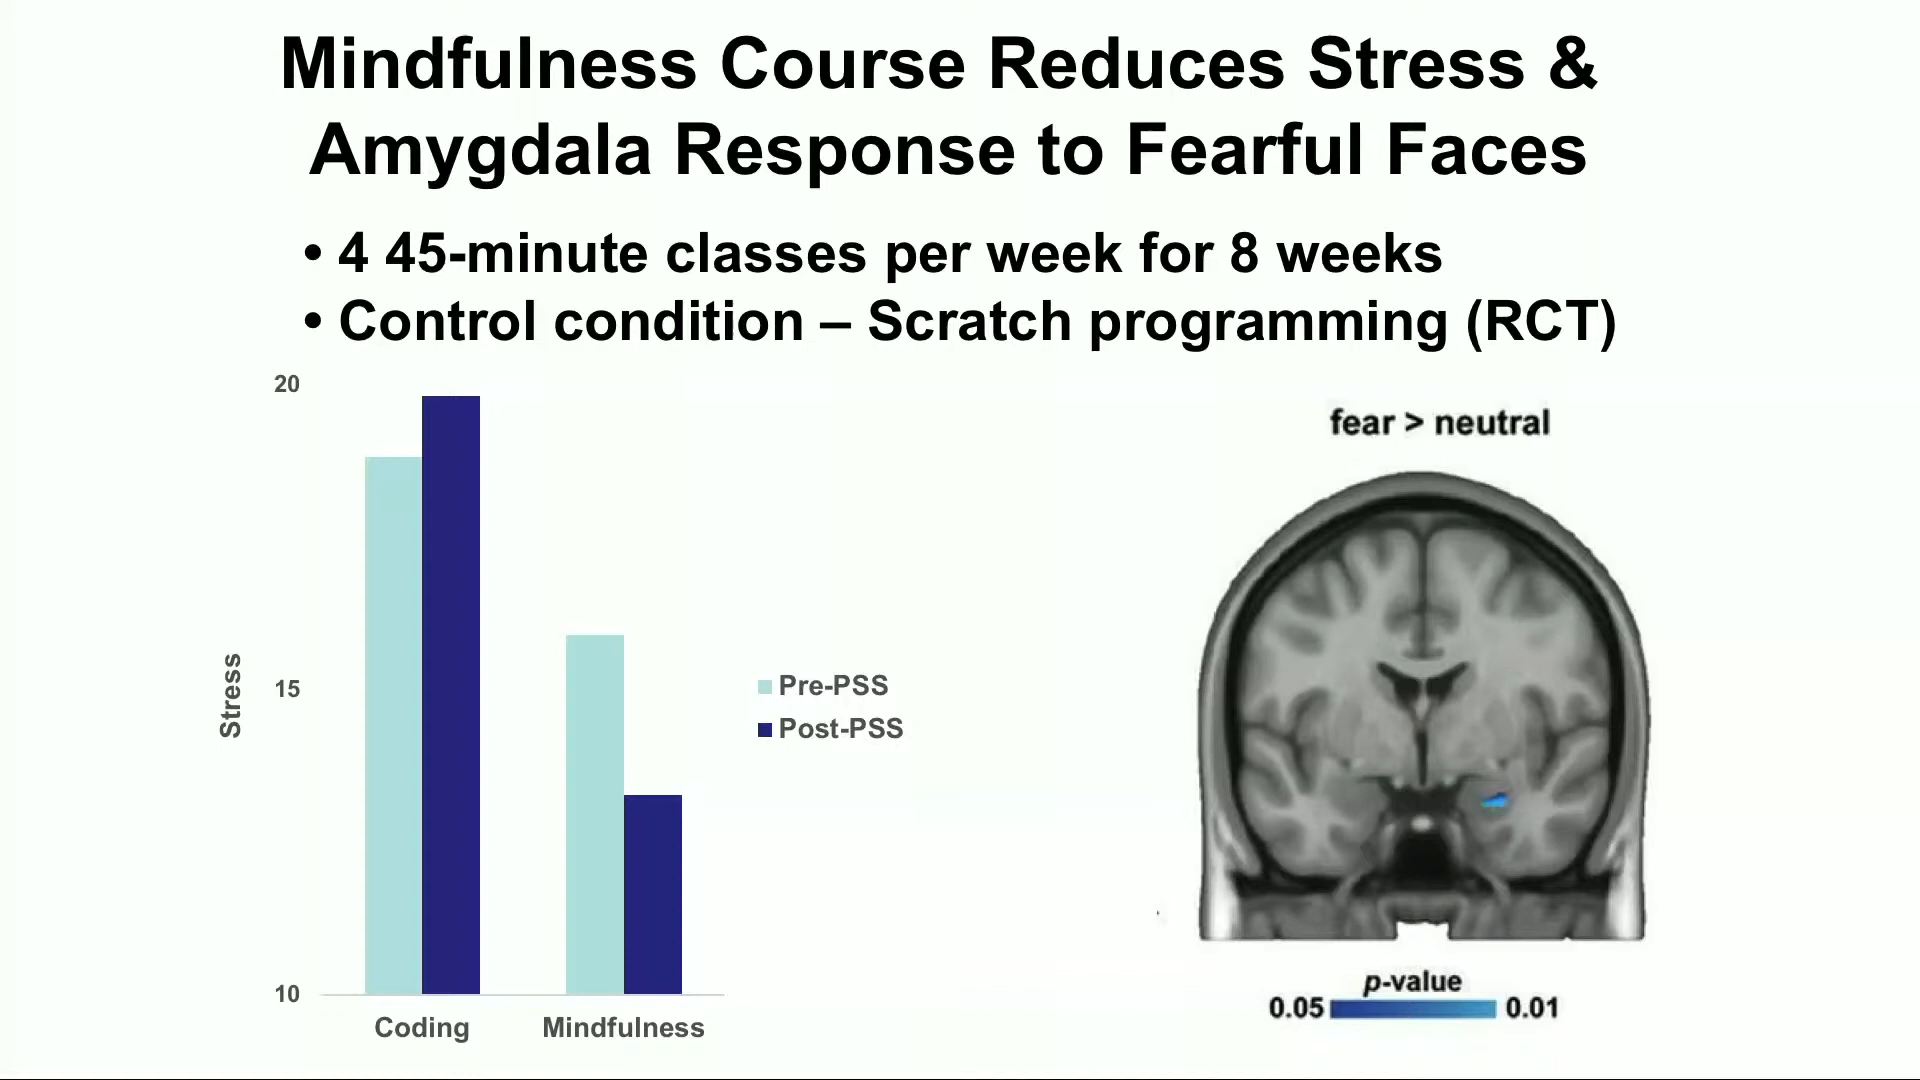 Mindfulness Course Reduces Stress &
Amygdala Response to Fearful Faces
• 4 45-minute classes per week for 8 weeks
• Control condition – Scratch programming (RCT)
20
15
10
Stress
Coding
Mindfulness
Pre-PSS
Post-PSS
fear > neutral
p-value
0.05
0.01